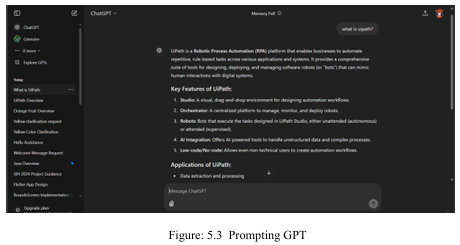 ChatGPT
Memory Full
what is uipath?
ChatGPT
Grimoire
8 more
Explore GPTs
Today
What is UiPath
UiPath Overview
Orange Fruit Overview
Yellow clarification request
Yellow Color Clarification
Hello Assistance
Welcome Message Request
Java Overview
SIH 2024 Project Guidance
Flutter App Design
RoundScreen Implementation
Upgrade plan
UiPath is a Robotic Process Automation (RPA) platform that enables businesses to automate
repetitive, rule-based tasks across various applications and systems. It provides a comprehensive
suite of tools for designing, deploying, and managing software robots (or "bots") that can mimic
human interactions with digital systems.
Key Features of UiPath:
1. Studio: A visual, drag-and-drop environment for designing automation workflows.
2. Orchestrator: A centralized platform to manage, monitor, and deploy robots.
3. Robots: Bots that execute the tasks designed in UiPath Studio, either unattended (autonomous)
or attended (supervised).
4. AI Integration: Offers AI-powered tools to handle unstructured data and complex processes.
5. Low-code/No-code: Allows even non-technical users to create automation workflows.
Applications of UiPath:
• Data extraction and processing
Message ChatGPT
Figure: 5.3 Prompting GPT